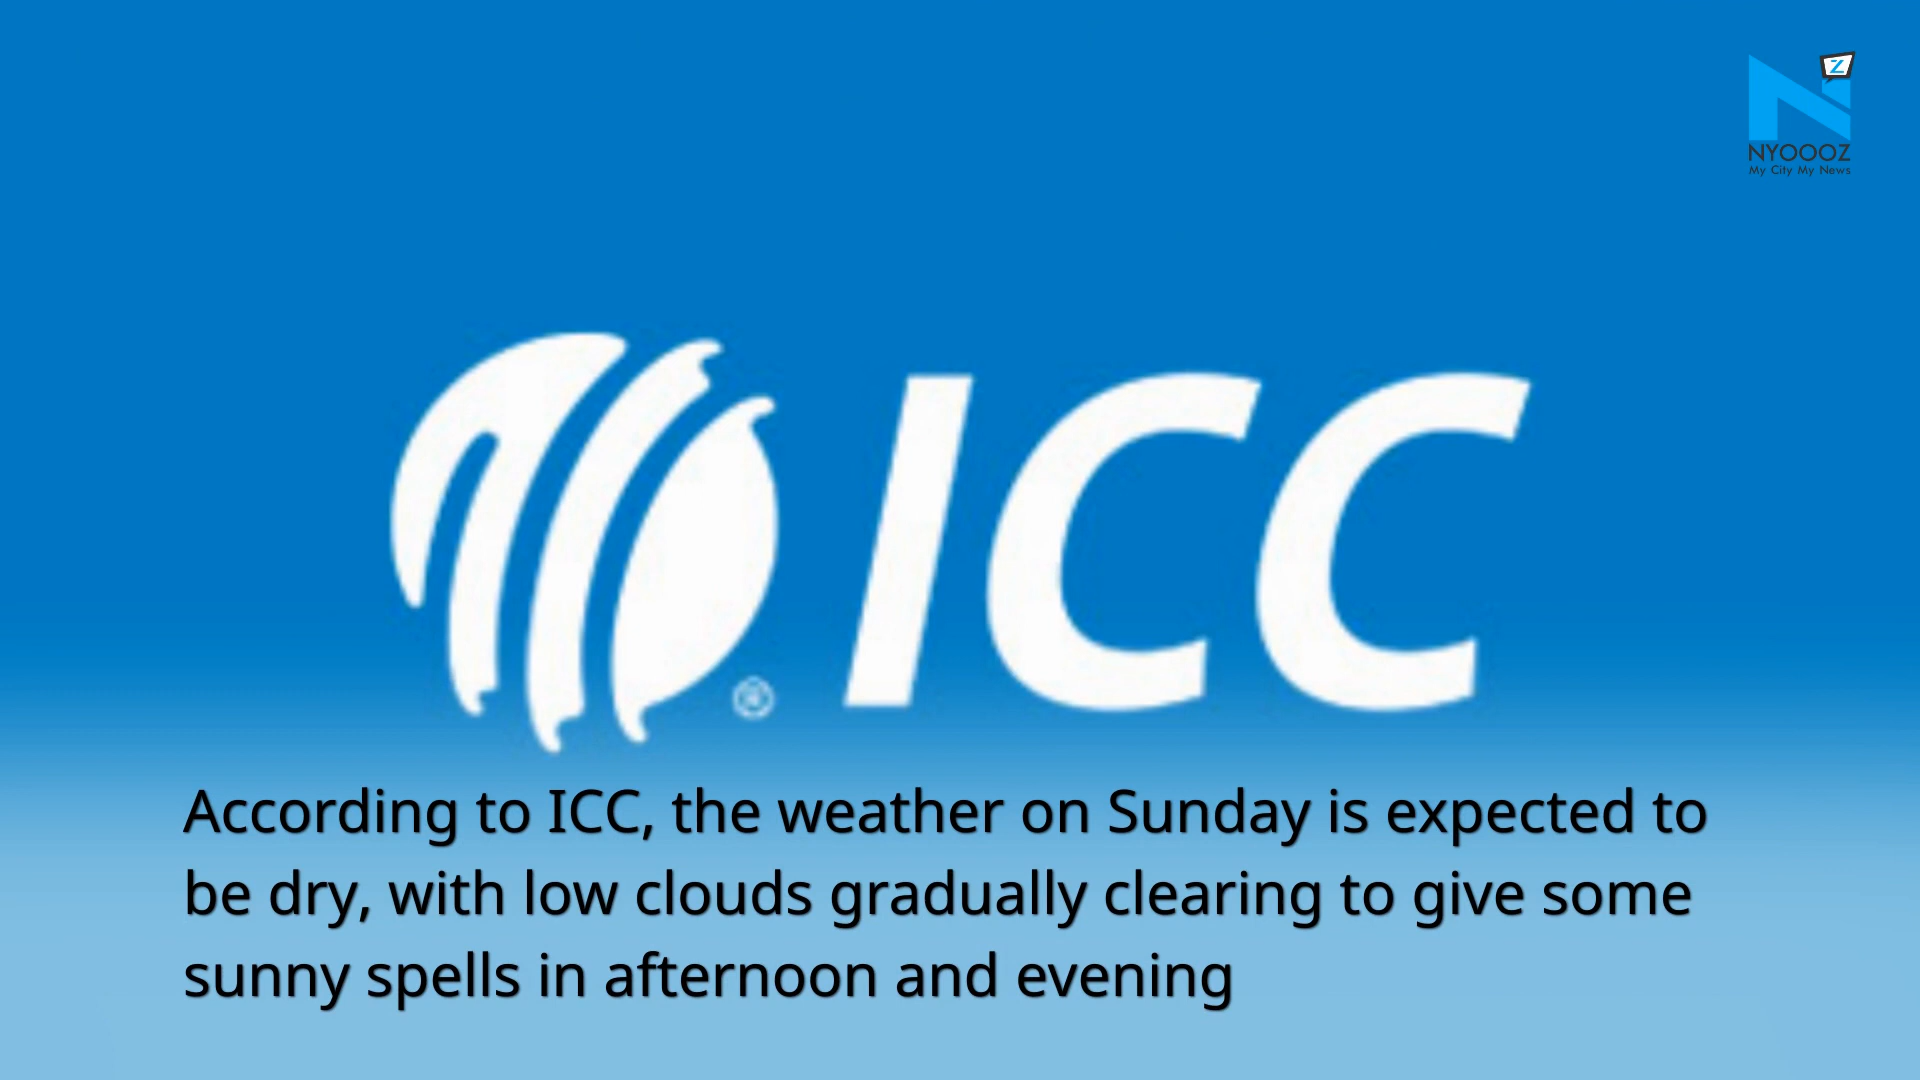 Z
NYOOOZ
My City My News
ICC
®
According to ICC, the weather on Sunday is expected to
be dry, with low clouds gradually clearing to give some
sunny spells in afternoon and evening